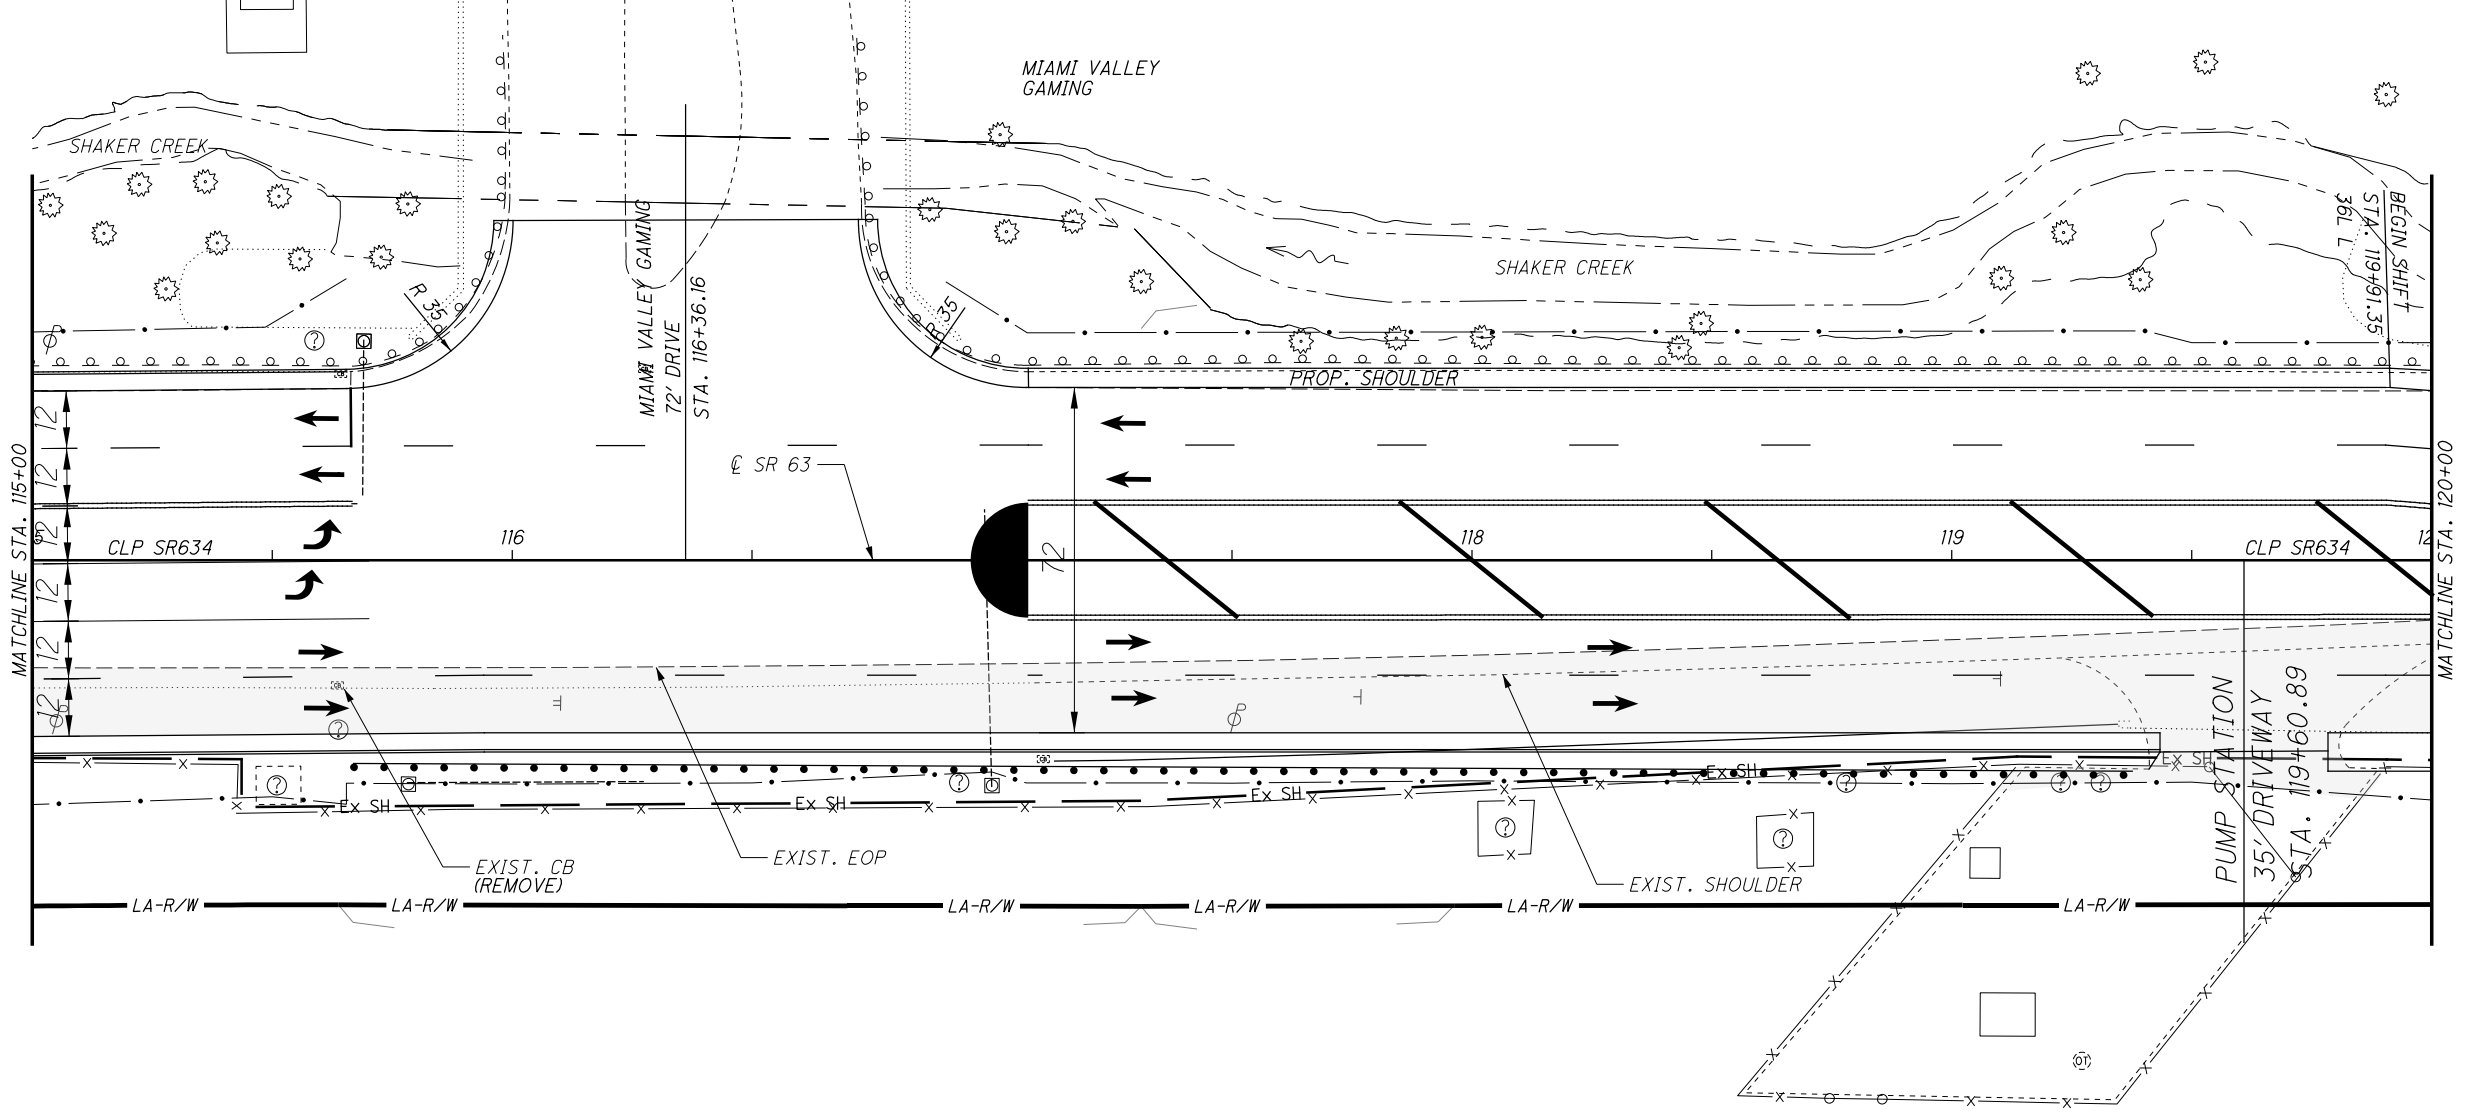 MIAMI VALLEY
GAMING
SHAKER CREEK
SHAKER CREEK
BEGIN SHIFT
STA. 119+91.35
36L L
R 35
R 35
MIAMI VALLEY GAMING
72' DRIVE
STA. 116+36.16
PROP. SHOULDER
MATCHLINE STA. 115+00
12
12
12
12
12
12
℄ SR 63
CLP SR634
116
72
118
119
CLP SR634
12
MATCHLINE STA. 120+00
PUMP STATION
35' DRIVEWAY
STA. 119+60.89
Ex SH
Ex SH
Ex SH
Ex SH
Ex SH
EXIST. CB
(REMOVE)
EXIST. EOP
EXIST. SHOULDER
LA-R/W
LA-R/W
LA-R/W
LA-R/W
LA-R/W
LA-R/W
OT